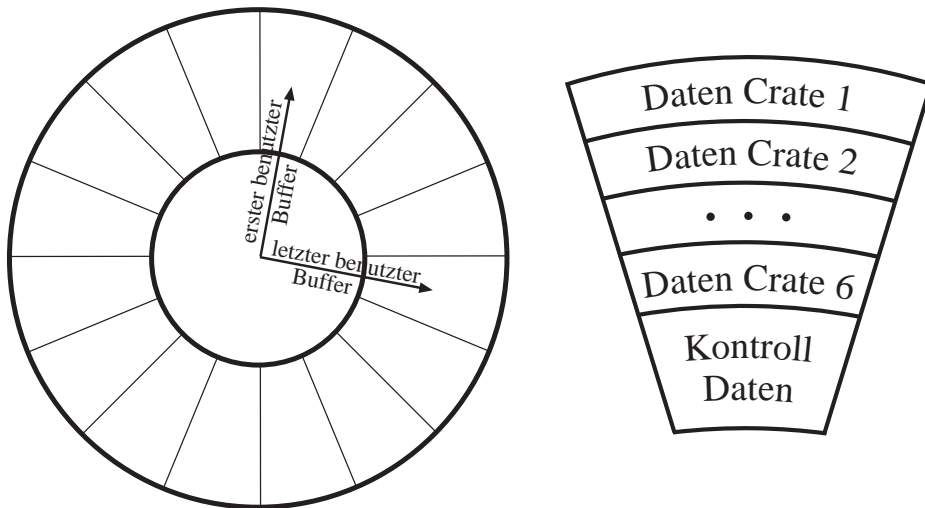 erster benutzter
Buffer
letzter benutzter
Buffer
Daten Crate 1
Daten Crate 2
. . .
Daten Crate 6
Kontroll
Daten